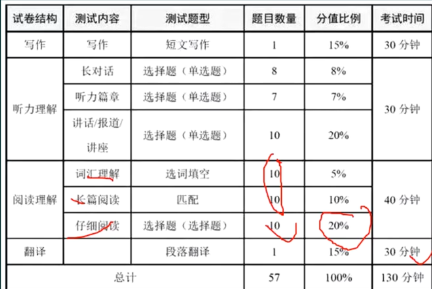 试卷结构 测试内容 测试题型 题目数量 分值比例 考试时间
写作 写作 短文写作 1 15% 30 分钟
听力理解 长对话 选择题（单选题） 8 8% 30 分钟
听力篇章 选择题（单选题） 7 7%
讲话/报道/讲座 选择题（单选题） 10 20%
阅读理解 词汇理解 选词填空 10 5% 40 分钟
长篇阅读 匹配 10 10%
仔细阅读 选择题（选择题） 10 20%
翻译 段落翻译 1 15% 30 分钟
总计 57 100% 130 分钟